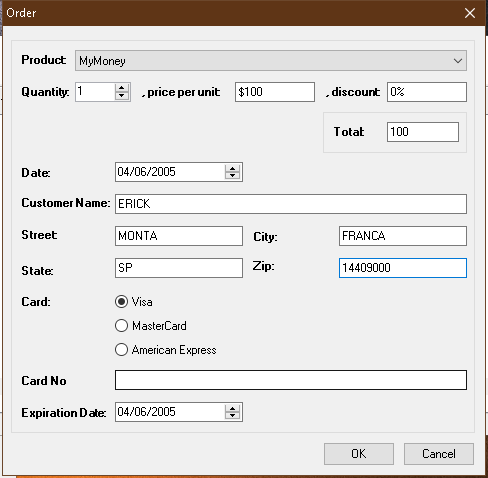 Order
Product: MyMoney
Quantity: 1 , price per unit: $100 , discount: 0%
Total: 100
Date: 04/06/2005
Customer Name: ERICK
Street: MONTA City: FRANCA
State: SP Zip: 14409000
Card: Visa
MasterCard
American Express
Card No
Expiration Date: 04/06/2005
OK Cancel